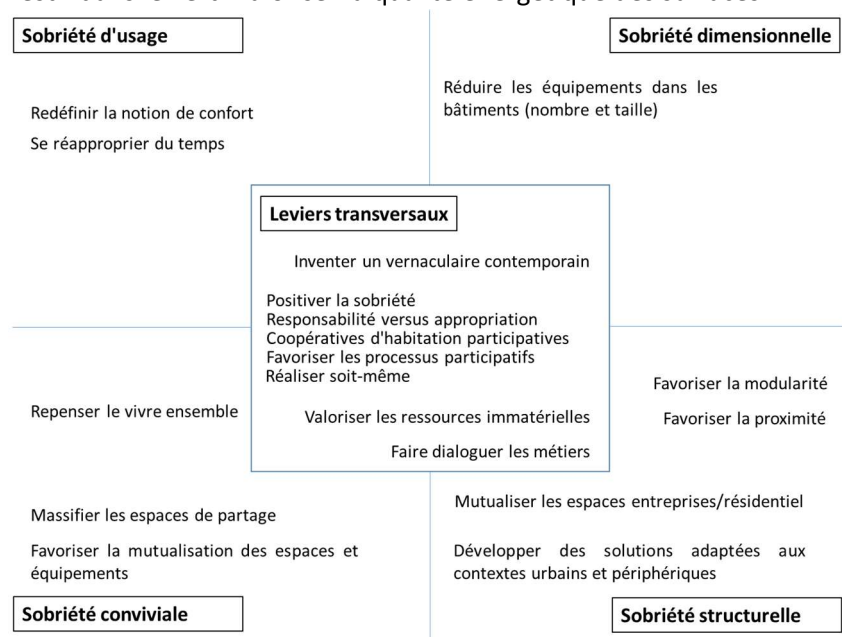 Sobriété d'usage
Sobriété dimensionnelle
Redéfinir la notion de confort
Se réapproprier du temps
Réduire les équipements dans les
bâtiments (nombre et taille)
Leviers transversaux
Inventer un vernaculaire contemporain
Positiver la sobriété
Responsabilité versus appropriation
Coopératives d'habitation participatives
Favoriser les processus participatifs
Réaliser soit-même
Valoriser les ressources immatérielles
Faire dialoguer les métiers
Repenser le vivre ensemble
Favoriser la modularité
Favoriser la proximité
Massifier les espaces de partage
Favoriser la mutualisation des espaces et
équipements
Mutualiser les espaces entreprises/résidentiel
Développer des solutions adaptées aux
contextes urbains et périphériques
Sobriété conviviale
Sobriété structurelle